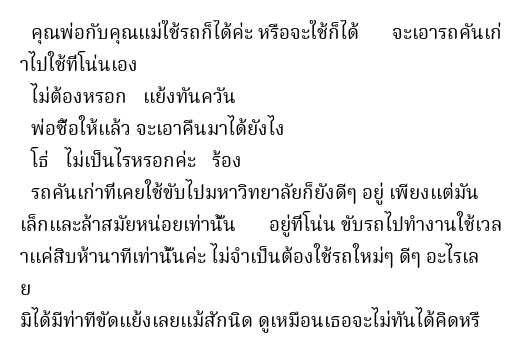 คุณพ่อกับคุณแม่ใช้รถก็ได้ค่ะ หรือจะใช้ก็ได้ จะเอารถคันเก่
าไปใช้ที่โน่นเอง
ไม่ต้องหรอก แย้งทันควัน
พ่อซื้อให้แล้ว จะเอาคืนมาได้ยังไง
โธ่ ไม่เป็นไรหรอกค่ะ ร้อง
รถคันเก่าที่เคยใช้ขับไปมหาวิทยาลัยก็ยังดีๆ อยู่ เพียงแต่มัน
เล็กและล้าสมัยหน่อยเท่านั้น อยู่ที่โน่น ขับรถไปทำงานใช้เวล
าแค่สิบห้านาทีเท่านั้นค่ะ ไม่จำเป็นต้องใช้รถใหม่ๆ ดีๆ อะไรเล
ย
มิได้มีท่าทีขัดแย้งเลยแม้สักนิด ดูเหมือนเธอจะไม่ทันได้คิดหรื